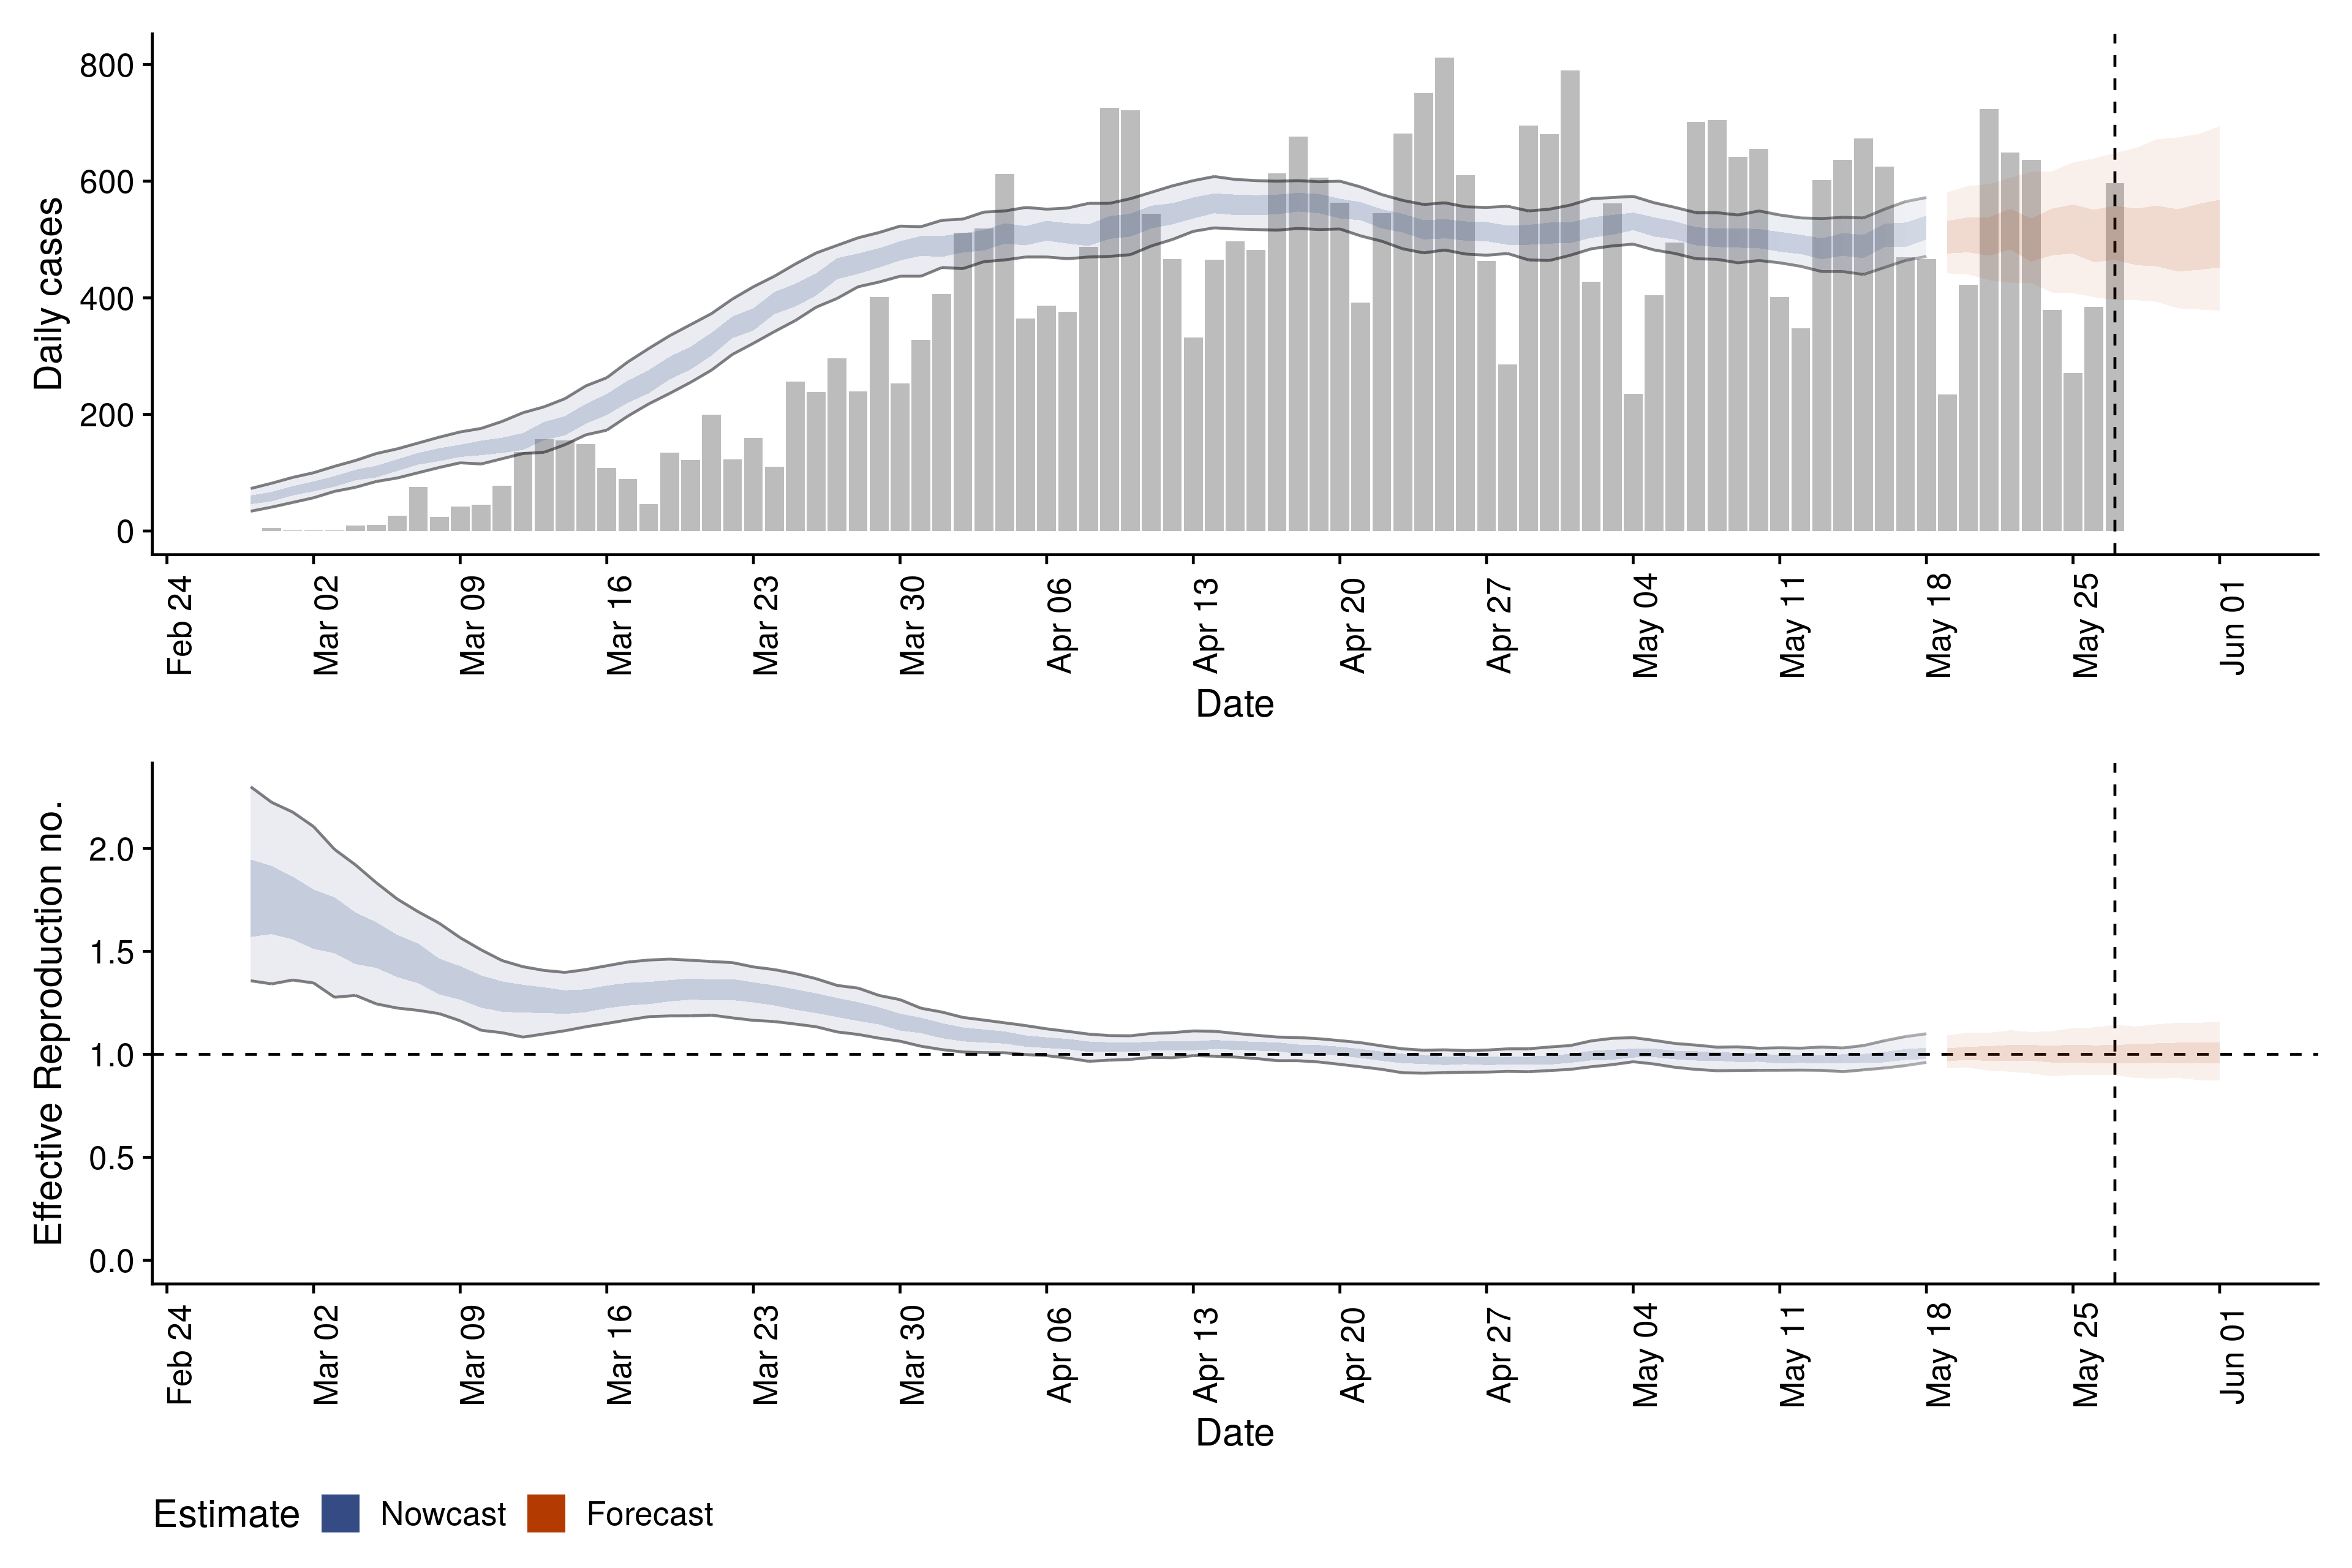 Daily cases
800
600
400
200
0
Feb 24
Mar 02
Mar 09
Mar 16
Mar 23
Mar 30
Apr 06
Apr 13
Apr 20
Apr 27
May 04
May 11
May 18
May 25
Jun 01
Date
Effective Reproduction no.
2.0
1.5
1.0
0.5
0.0
Feb 24
Mar 02
Mar 09
Mar 16
Mar 23
Mar 30
Apr 06
Apr 13
Apr 20
Apr 27
May 04
May 11
May 18
May 25
Jun 01
Date
Estimate Nowcast Forecast